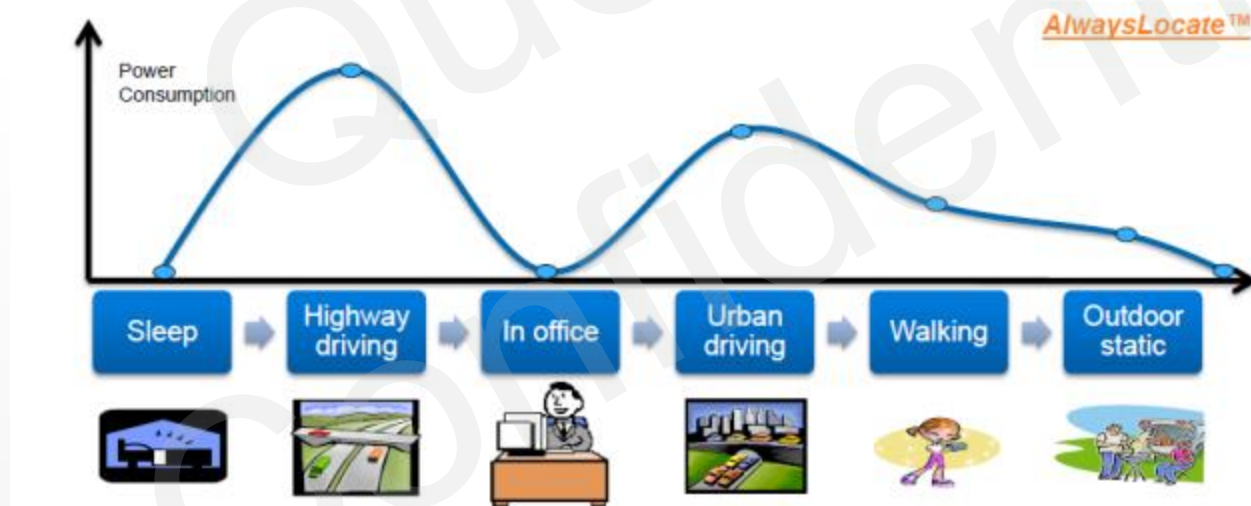 AlwaysLocate™
Power
Consumption
Sleep
Highway
driving
In office
Urban
driving
Walking
Outdoor
static